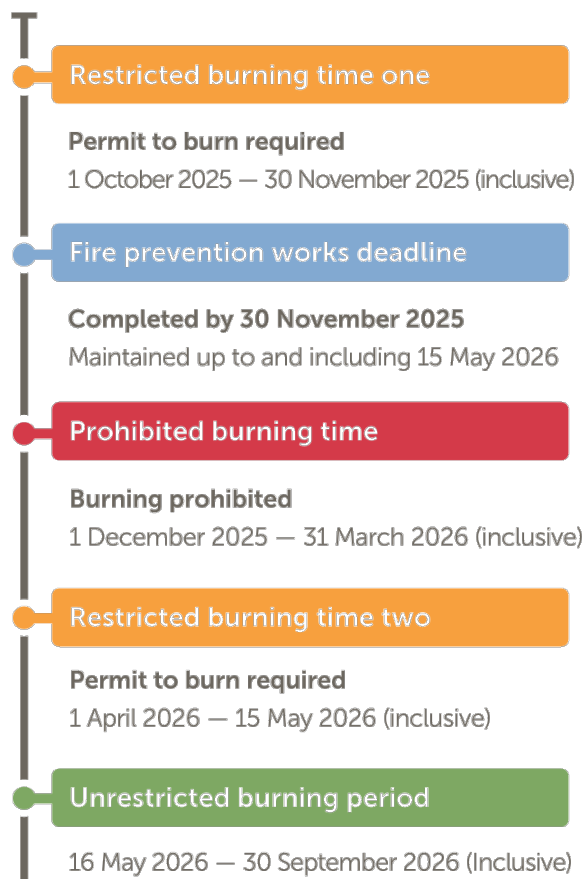 Restricted burning time one
Permit to burn required
1 October 2025 — 30 November 2025 (inclusive)
Fire prevention works deadline
Completed by 30 November 2025
Maintained up to and including 15 May 2026
Prohibited burning time
Burning prohibited
1 December 2025 — 31 March 2026 (inclusive)
Restricted burning time two
Permit to burn required
1 April 2026 — 15 May 2026 (inclusive)
Unrestricted burning period
16 May 2026 — 30 September 2026 (Inclusive)